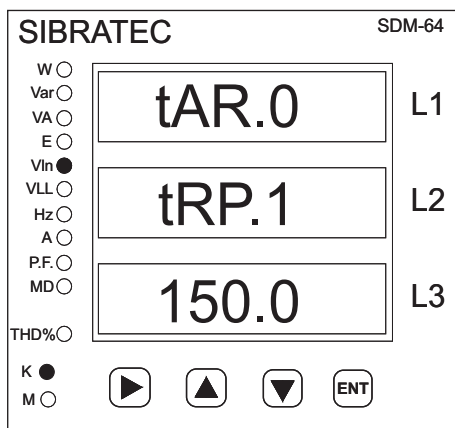 SIBRATEC SDM-64
W
Var
VA
E
Vln
VLL
Hz
A
P.F.
MD
THD%
K
M
tAR.0 L1
tRP.1 L2
150.0 L3
ENT